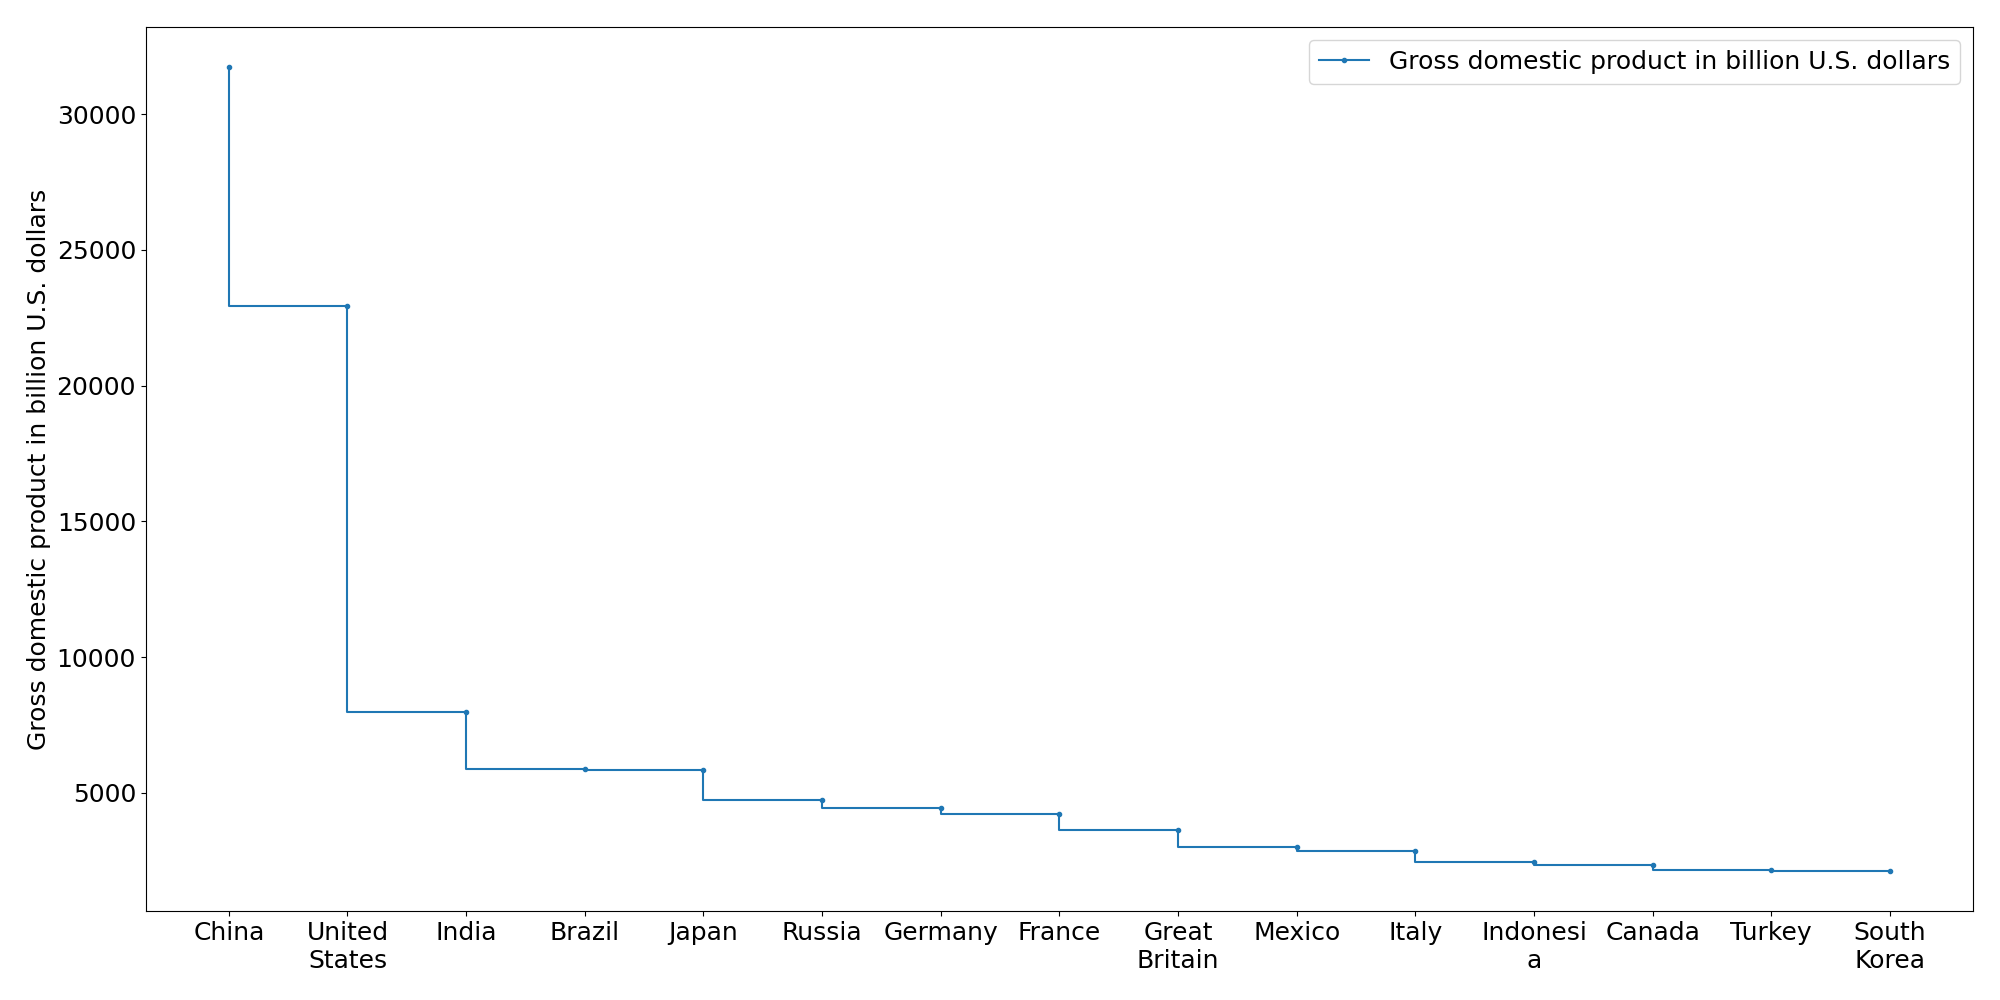 Gross domestic product in billion U.S. dollars
Gross domestic product in billion U.S. dollars
30000
25000
20000
15000
10000
5000
China
United
States
India
Brazil
Japan
Russia
Germany
France
Great
Britain
Mexico
Italy
Indonesi
a
Canada
Turkey
South
Korea